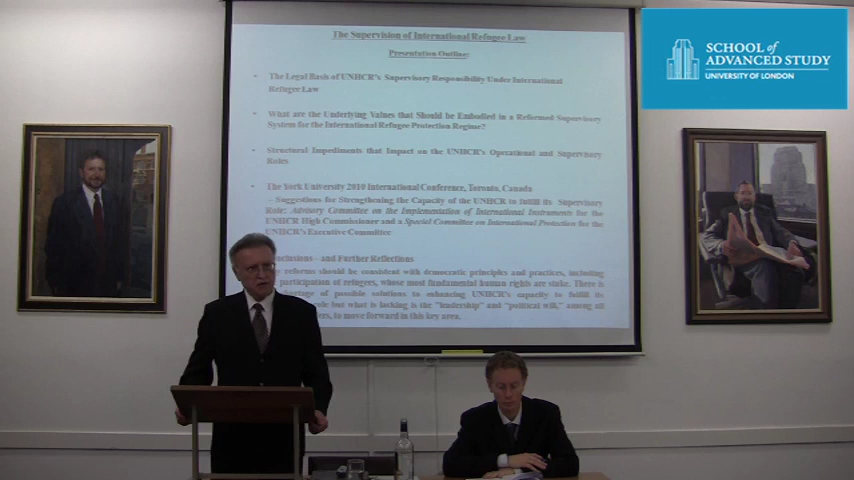 The Supervision of International Refugee Law
Presentation Outline:
• The Legal Basis of UNHCR's Supervisory Responsibility Under International
Refugee Law
• What are the Underlying Values that Should be Embodied in a Reformed Supervisory
System for the International Refugee Protection Regime?
• Structural Impediments that Impact on the UNHCR's Operational and Supervisory
Roles
• The York University 2010 International Conference, Toronto, Canada
– Suggestions for Strengthening the Capacity of the UNHCR to fulfil its Supervisory
Role: Advisory Committee on the Implementation of International Instruments for the
UNHCR High Commissioner and a Special Committee on International Protection for the
UNHCR's Executive Committee
– and Further Reflections
reforms should be consistent with democratic principles and practices, including
participation of refugees, whose most fundamental human rights are stake. There is
of possible solutions to enhancing UNHCR's capacity to fulfil its
but what is lacking is the "leadership" and "political will," among all
to move forward in this key area.
SCHOOL of
ADVANCED STUDY
UNIVERSITY OF LONDON